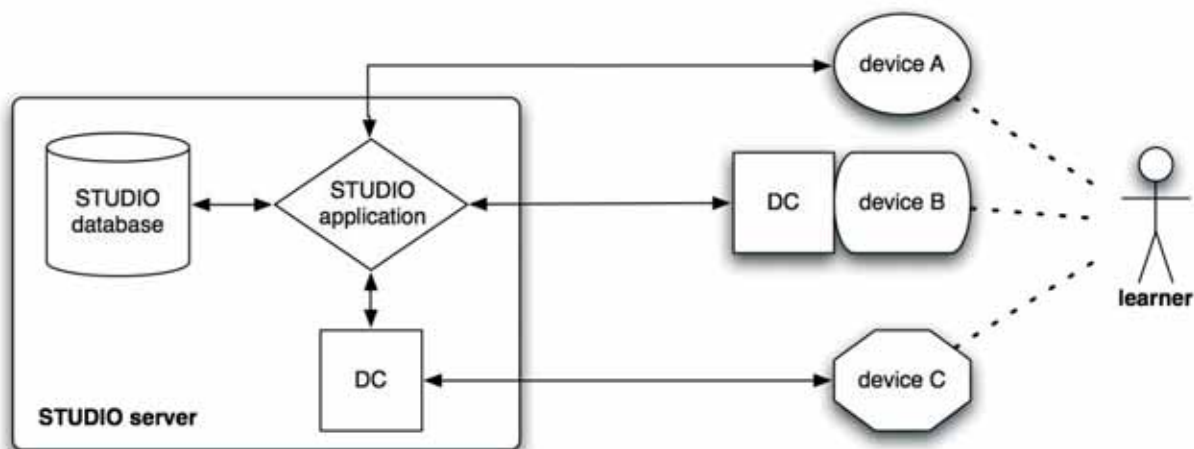 device A
STUDIO
database
STUDIO
application
DC
device B
learner
DC
device C
STUDIO server